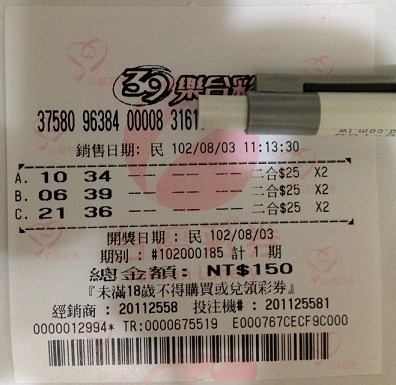 39 樂合彩
37580 96384 00008 3161
銷售日期: 民 102/08/03 11:13:30
A. 10 34 -- -- -- -- 二合$25 X2
B. 06 39 -- -- -- -- 二合$25 X2
C. 21 36 -- -- -- -- 二合$25 X2
開獎日期 : 民 102/08/03
期別 : #102000185 計 1 期
總金額: NT$150
『未滿18歲不得購買或兌領彩券』
經銷商 : 20112558 投注機# : 201125581
0000012994* TR:0000675519 E000767CECF9C000